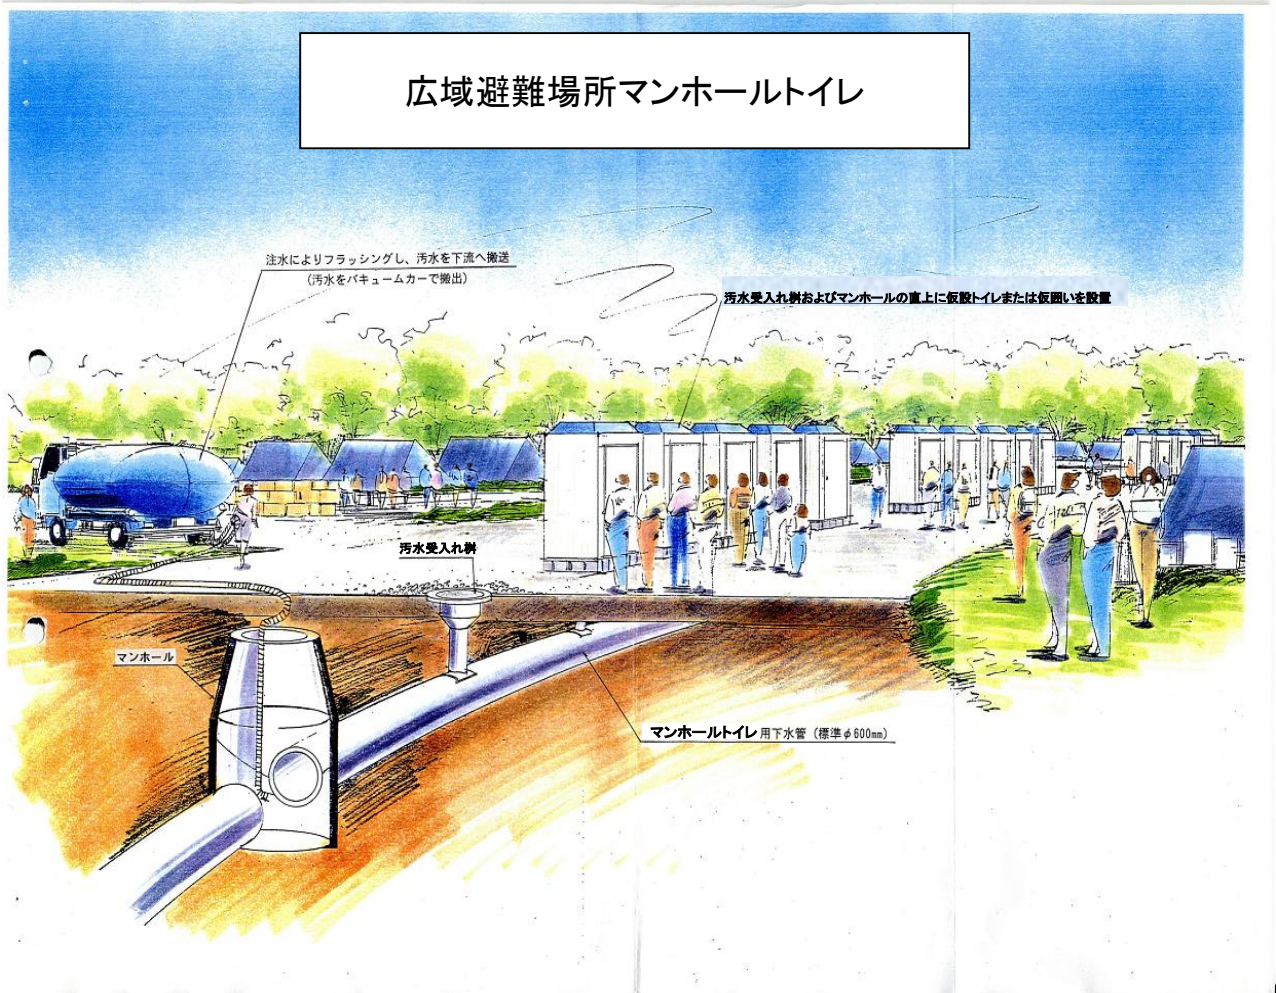 広域避難場所マンホールトイレ
注水によりフラッシングし、汚水を下流へ搬送
(汚水をバキュームカーで搬出)
汚水受入れ桝およびマンホールの直上に仮設トイレまたは仮囲いを設置
汚水受入れ桝
マンホール
マンホールトイレ用下水管 (標準φ600㎜)